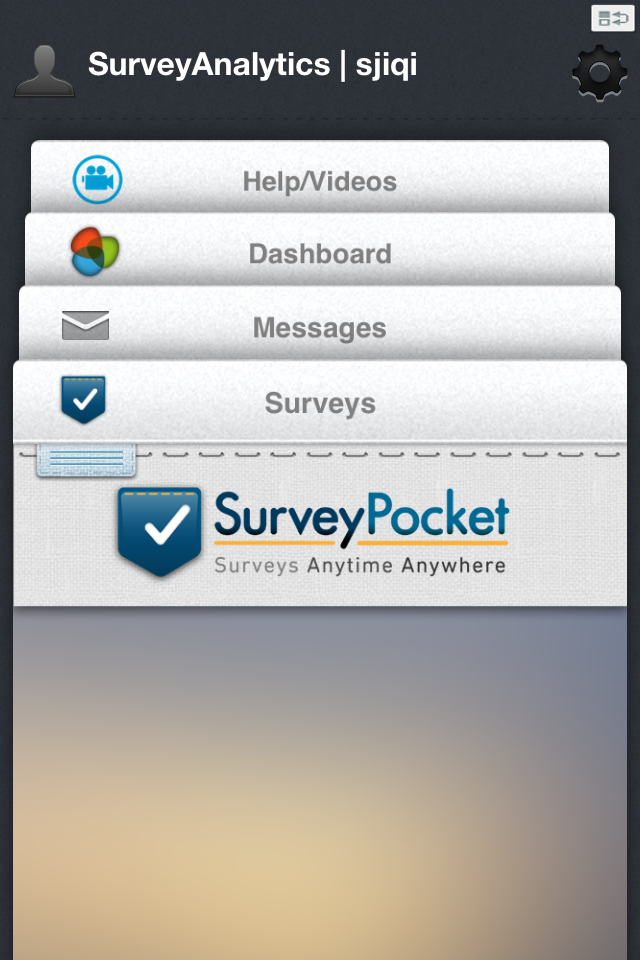 SurveyAnalytics | sjiqi
Help/Videos
Dashboard
Messages
Surveys
SurveyPocket
Surveys Anytime Anywhere